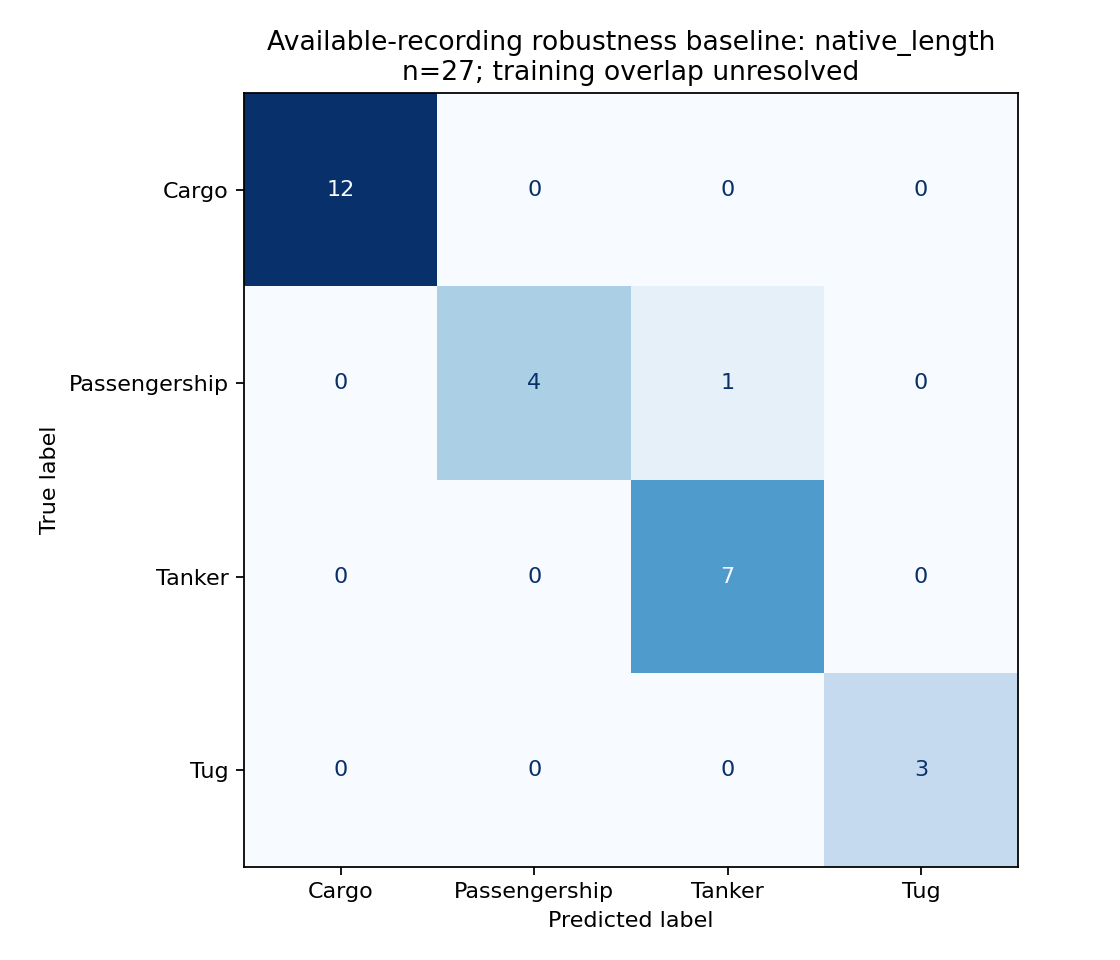 Available-recording robustness baseline: native_length
n=27; training overlap unresolved
Cargo 12 0 0 0
Passengership 0 4 1 0
Tanker 0 0 7 0
Tug 0 0 0 3
True label
Cargo Passengership Tanker Tug
Predicted label